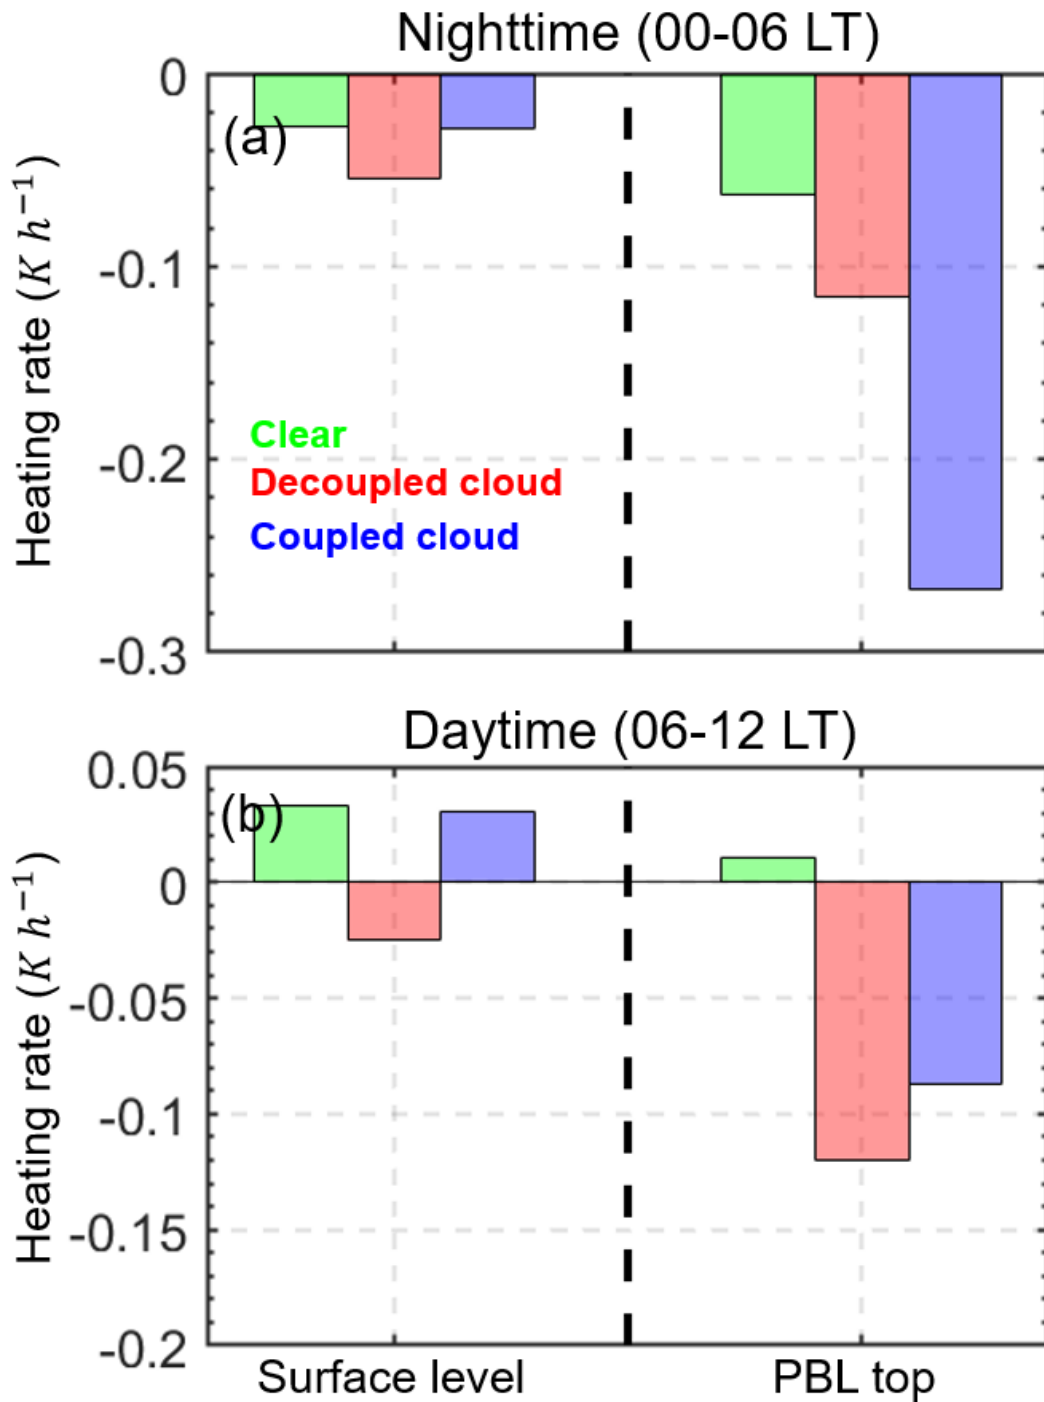 Nighttime (00-06 LT)
0
(a)
-0.1
-0.2
-0.3
Heating rate (K h⁻¹)
Clear
Decoupled cloud
Coupled cloud
Daytime (06-12 LT)
0.05
(b)
0
-0.05
-0.1
-0.15
-0.2
Heating rate (K h⁻¹)
Surface level
PBL top